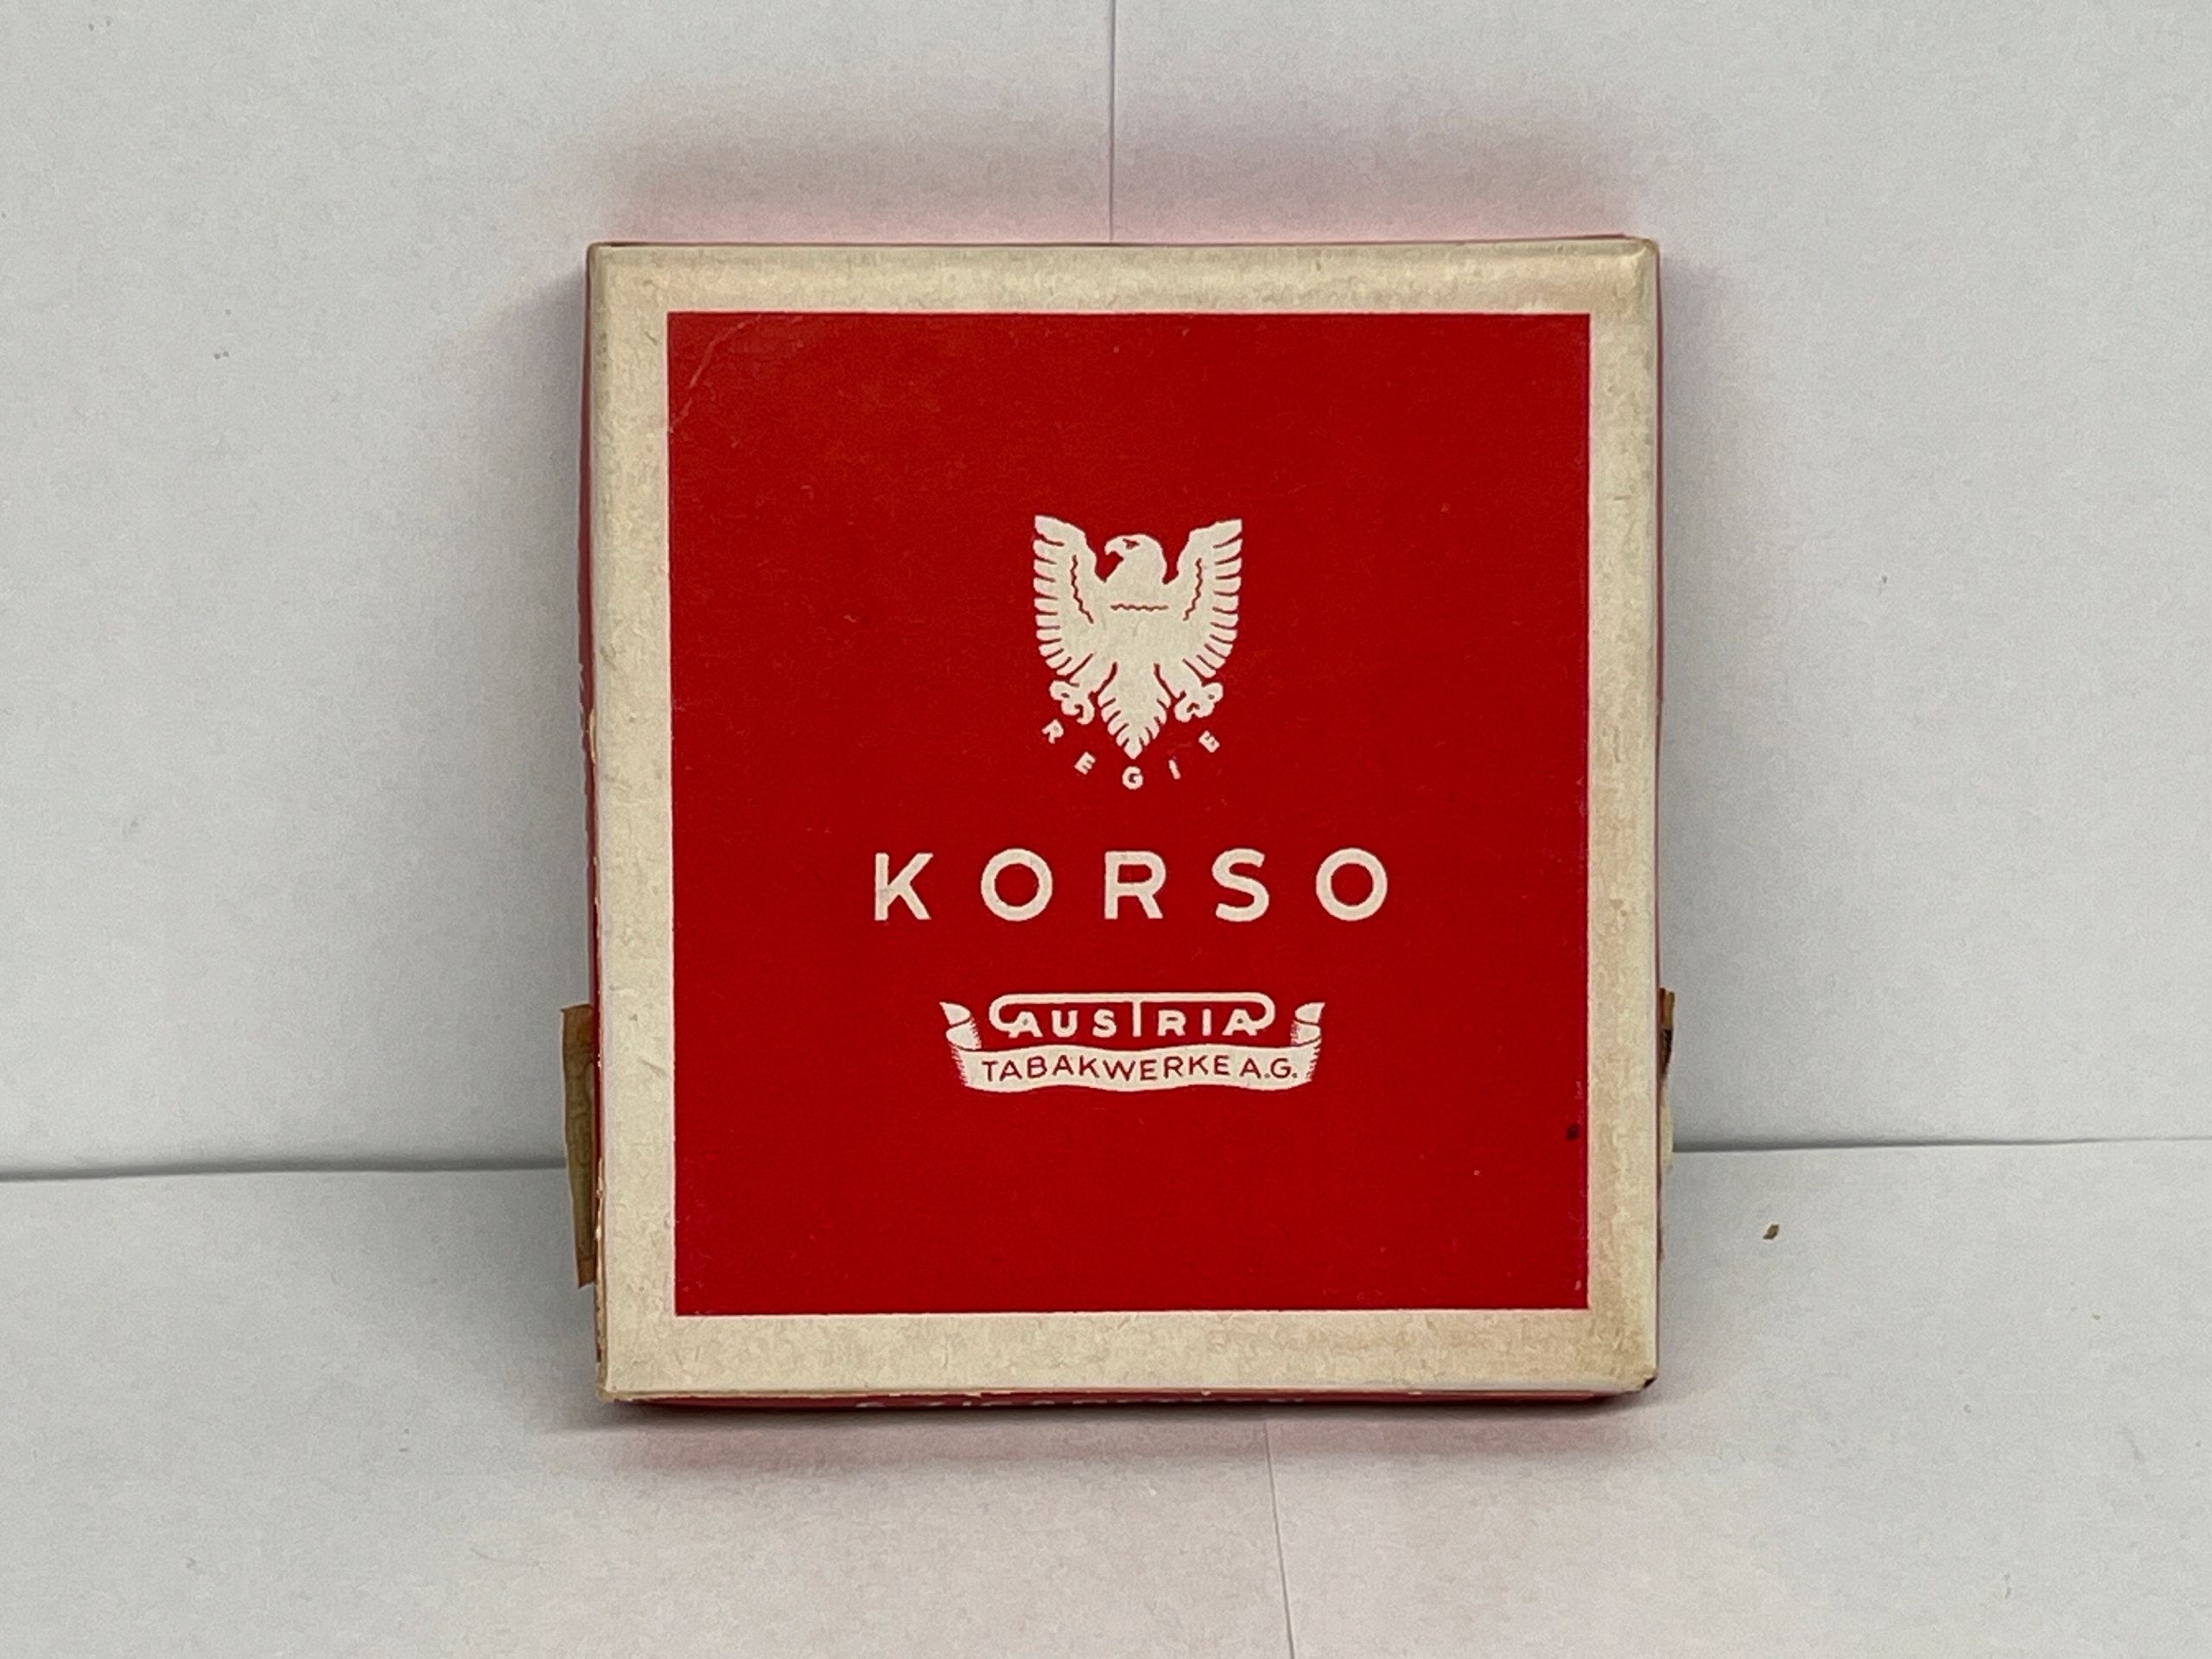 REGIE
KORSO
AUSTRIA
TABAKWERKE A.G.